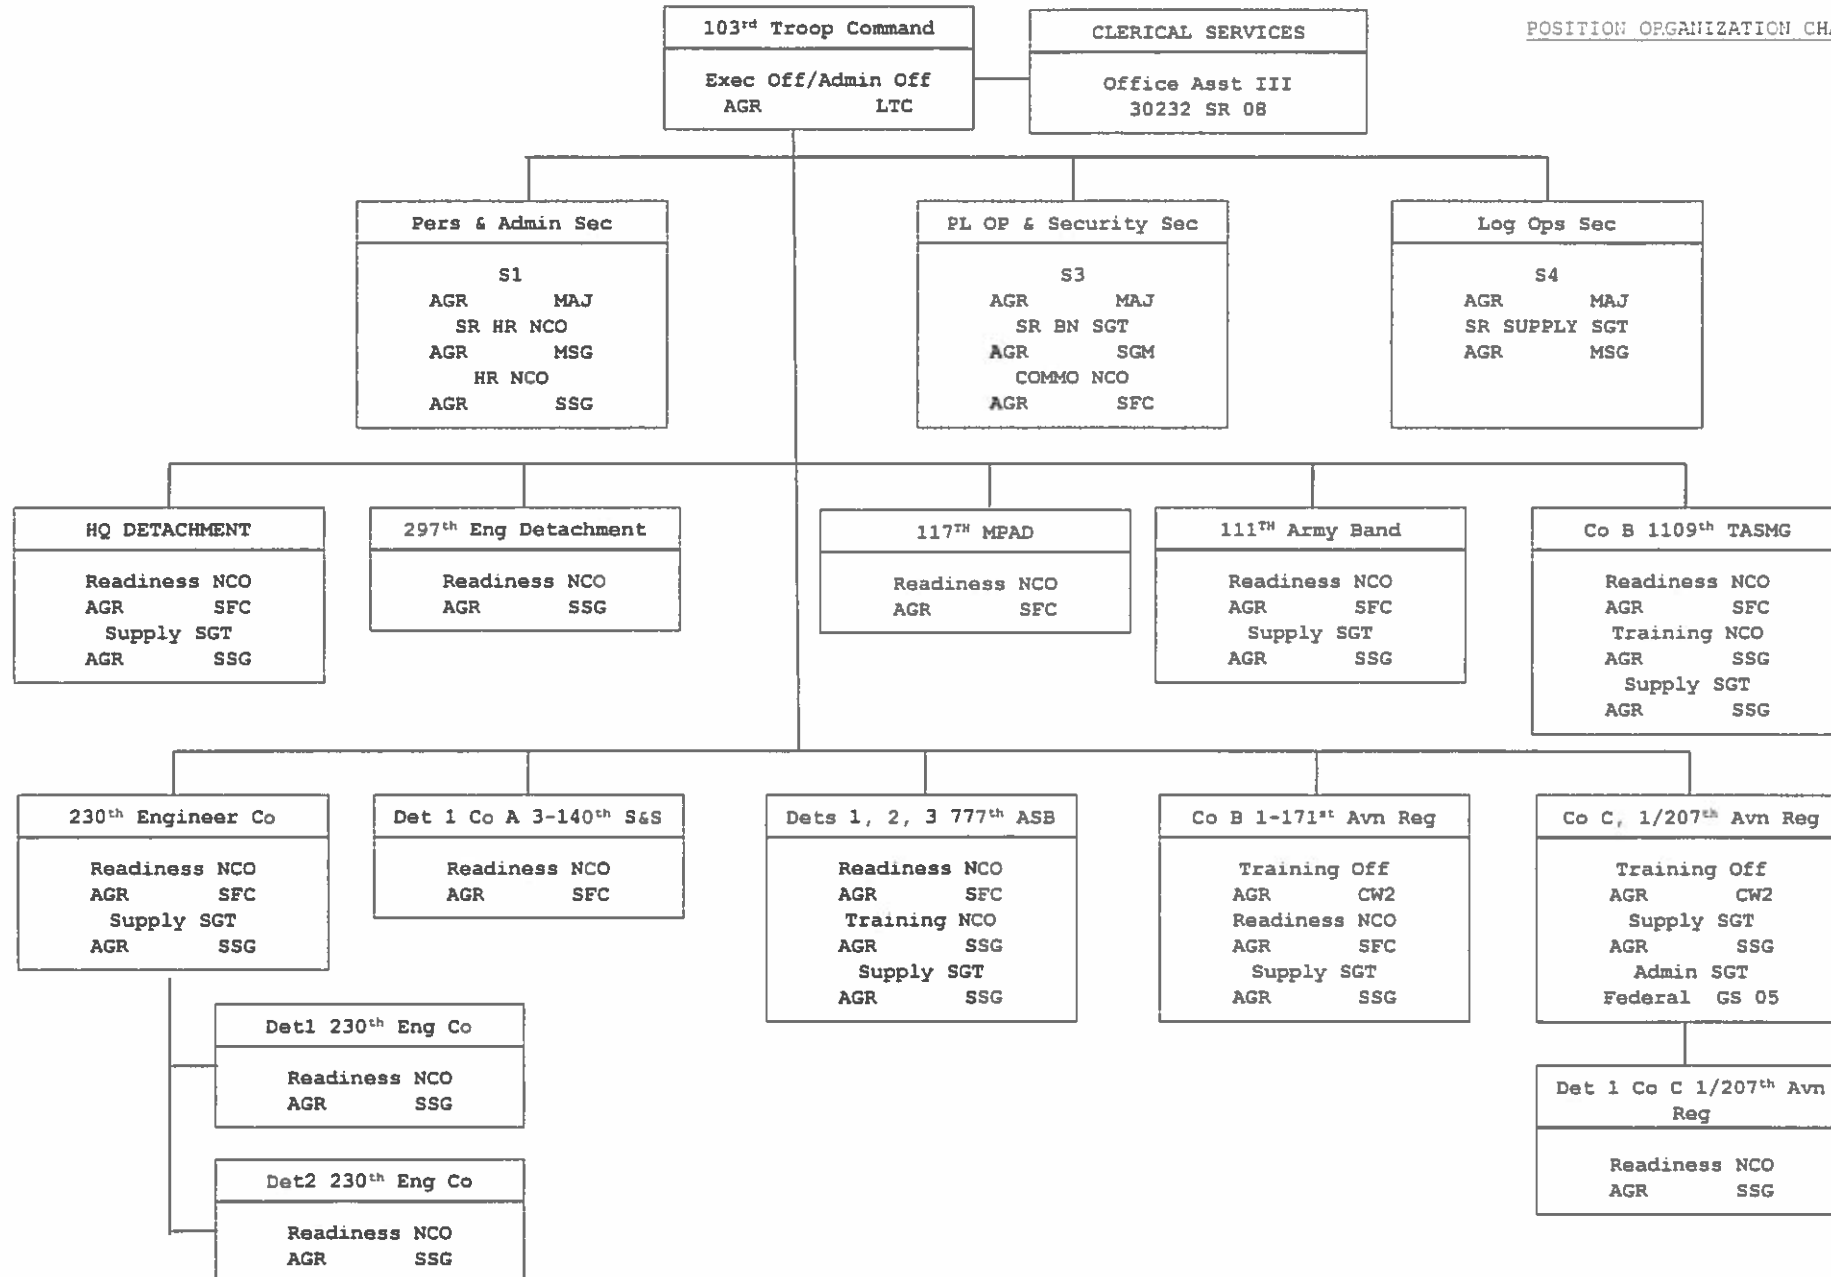 POSITION ORGANIZATION CHA
103rd Troop Command
Exec Off/Admin Off
AGR LTC
CLERICAL SERVICES
Office Asst III
30232 SR 08
Pers & Admin Sec
S1
AGR MAJ
SR HR NCO
AGR MSG
HR NCO
AGR SSG
PL OP & Security Sec
S3
AGR MAJ
SR BN SGT
AGR SGM
COMMO NCO
AGR SFC
Log Ops Sec
S4
AGR MAJ
SR SUPPLY SGT
AGR MSG
HQ DETACHMENT
Readiness NCO
AGR SFC
Supply SGT
AGR SSG
297th Eng Detachment
Readiness NCO
AGR SSG
117TH MPAD
Readiness NCO
AGR SFC
111TH Army Band
Readiness NCO
AGR SFC
Supply SGT
AGR SSG
Co B 1109th TASMG
Readiness NCO
AGR SFC
Training NCO
AGR SSG
Supply SGT
AGR SSG
230th Engineer Co
Readiness NCO
AGR SFC
Supply SGT
AGR SSG
Det 1 Co A 3-140th S&S
Readiness NCO
AGR SFC
Dets 1, 2, 3 777th ASB
Readiness NCO
AGR SFC
Training NCO
AGR SSG
Supply SGT
AGR SSG
Co B 1-171st Avn Reg
Training Off
AGR CW2
Readiness NCO
AGR SFC
Supply SGT
AGR SSG
Co C, 1/207th Avn Reg
Training Off
AGR CW2
Supply SGT
AGR SSG
Admin SGT
Federal GS 05
Det1 230th Eng Co
Readiness NCO
AGR SSG
Det2 230th Eng Co
Readiness NCO
AGR SSG
Det 1 Co C 1/207th Avn
Reg
Readiness NCO
AGR SSG